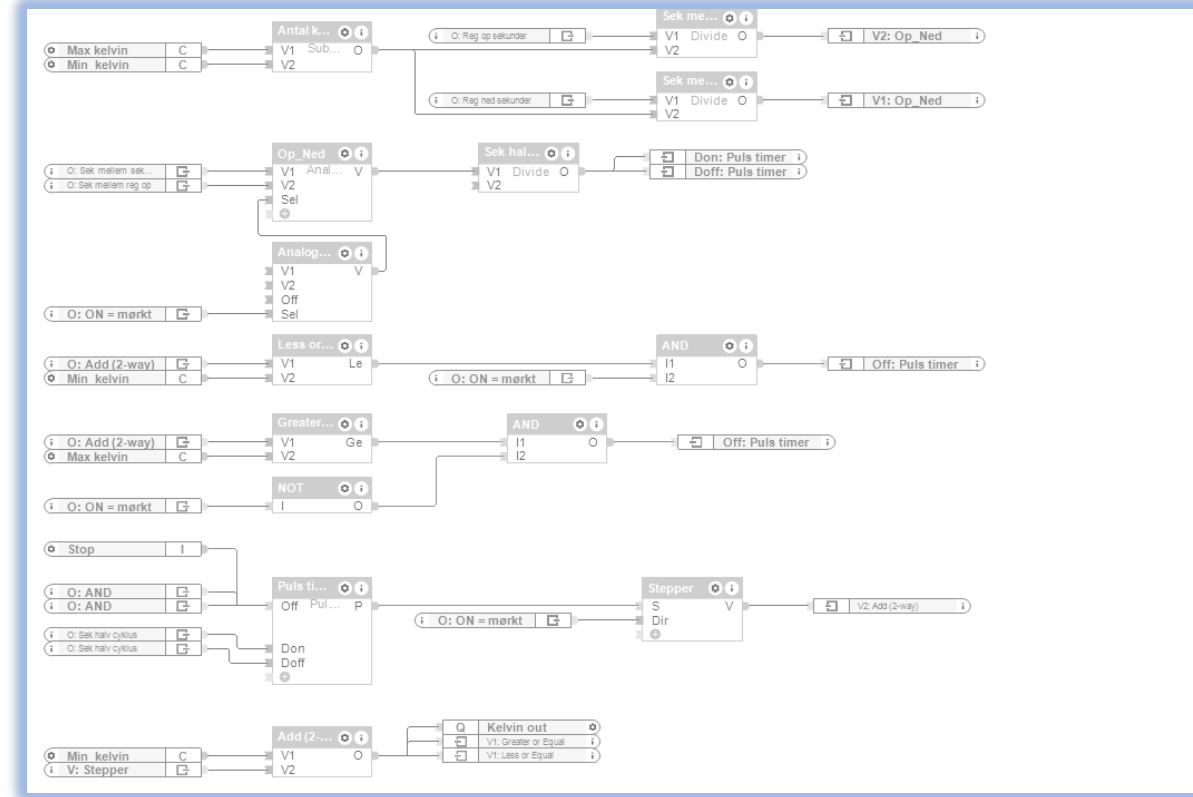 Antal k...
Max kelvin C V1 Sub... O
Min kelvin C V2
Sek me...
O: Reg op sekunder V1 Divide O V2: Op_Ned
V2
Sek me...
O: Reg ned sekunder V1 Divide O V1: Op_Ned
V2
Op_Ned
O: Sek mellem sek... V1 Anal... V
O: Sek mellem reg op V2
Sel
Sek hal...
V1 Divide O
V2
Don: Puls timer
Doff: Puls timer
Analog...
V1 V
V2
Off
O: ON = mørkt Sel
Less or...
O: Add (2-way) V1 Le
Min kelvin C V2
AND
I1 O Off: Puls timer
O: ON = mørkt I2
Greater...
O: Add (2-way) V1 Ge
Max kelvin C V2
AND
I1 O Off: Puls timer
I2
NOT
O: ON = mørkt I O
Stop I
O: AND
O: AND
Puls ti...
Off Pul... P
O: Sek halv cyklus Don
O: Sek halv cyklus Doff
Stepper
S V V2: Add (2-way)
O: ON = mørkt Dir
Add (2-...
Min kelvin C V1 O
V: Stepper V2
Q Kelvin out
V1: Greater or Equal
V1: Less or Equal